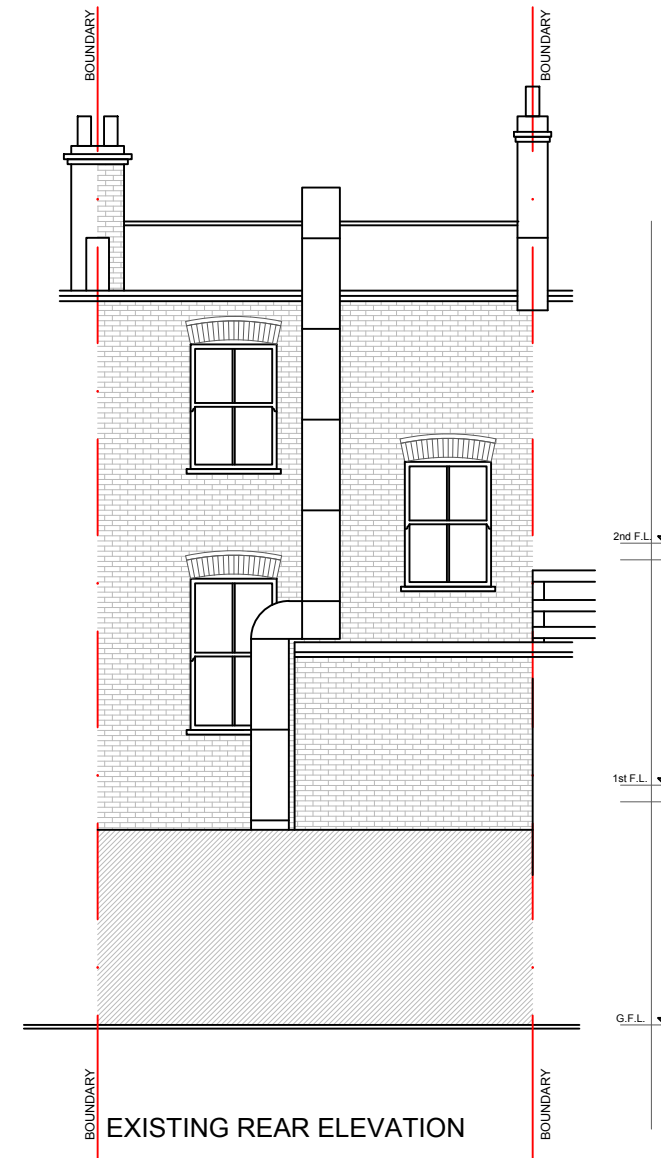 BOUNDARY
BOUNDARY
2nd F.L.
1st F.L.
G.F.L.
BOUNDARY
EXISTING REAR ELEVATION
BOUNDARY